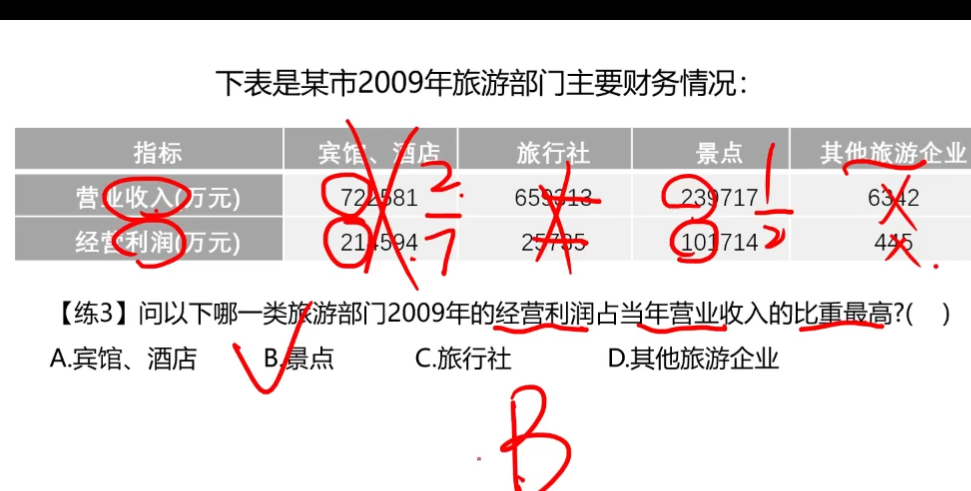 下表是某市2009年旅游部门主要财务情况：
指标 宾馆、酒店 旅行社 景点 其他旅游企业
营业收入(万元) 722581 659313 239717 6342
经营利润(万元) 214594 25785 101714 445
2/7
1/2
【练3】问以下哪一类旅游部门2009年的经营利润占当年营业收入的比重最高?( )
A.宾馆、酒店 B.景点 C.旅行社 D.其他旅游企业
B